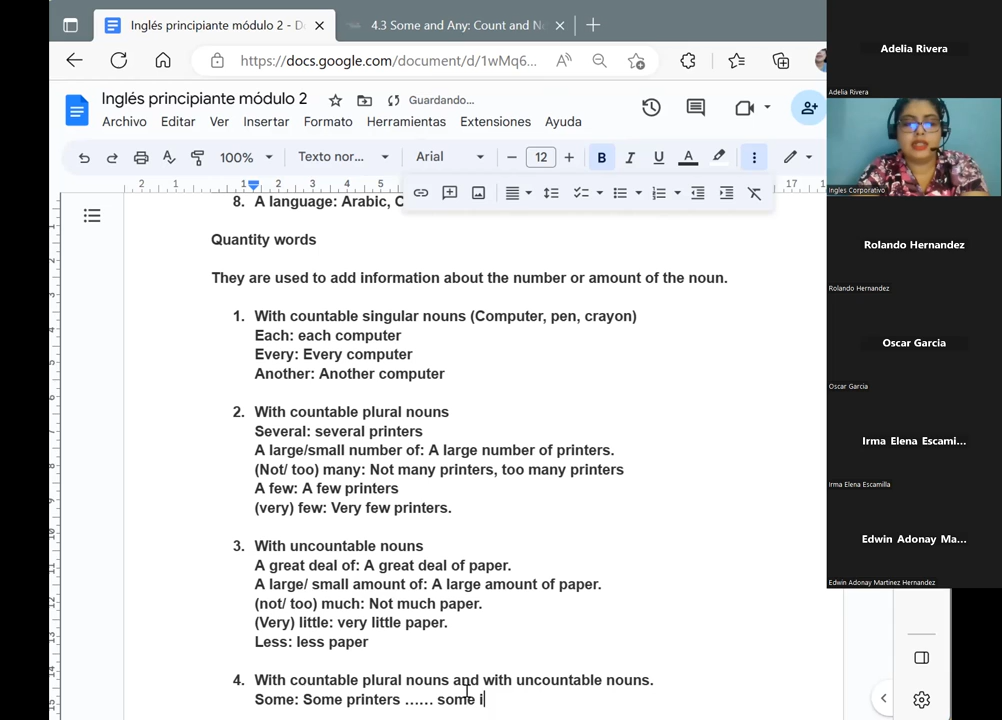 Inglés principiante módulo 2 - D
4.3 Some and Any: Count and N
https://docs.google.com/document/d/1wMq6...
Inglés principiante módulo 2
Guardando...
Archivo Editar Ver Insertar Formato Herramientas Extensiones Ayuda
100% Texto nor... Arial 12 B I U A
2 1 1 2 3 4 5 17
8. A language: Arabic, C
Quantity words
They are used to add information about the number or amount of the noun.
1. With countable singular nouns (Computer, pen, crayon)
Each: each computer
Every: Every computer
Another: Another computer
2. With countable plural nouns
Several: several printers
A large/small number of: A large number of printers.
(Not/ too) many: Not many printers, too many printers
A few: A few printers
(very) few: Very few printers.
3. With uncountable nouns
A great deal of: A great deal of paper.
A large/ small amount of: A large amount of paper.
(not/ too) much: Not much paper.
(Very) little: very little paper.
Less: less paper
4. With countable plural nouns and with uncountable nouns.
Some: Some printers …… some i
Adelia Rivera
Adelia Rivera
Ingles Corporativo
Rolando Hernandez
Rolando Hernandez
Oscar Garcia
Oscar Garcia
Irma Elena Escami...
Irma Elena Escamilla
Edwin Adonay Ma...
Edwin Adonay Martinez Hernandez